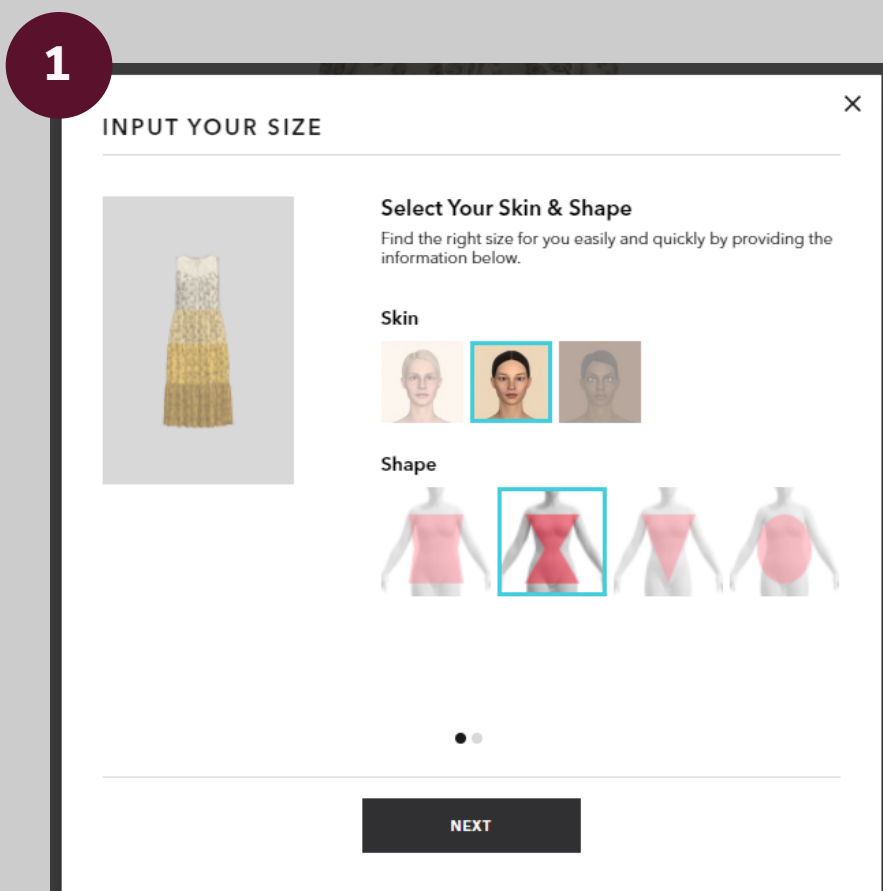 1
INPUT YOUR SIZE
Select Your Skin & Shape
Find the right size for you easily and quickly by providing the
information below.
Skin
Shape
NEXT